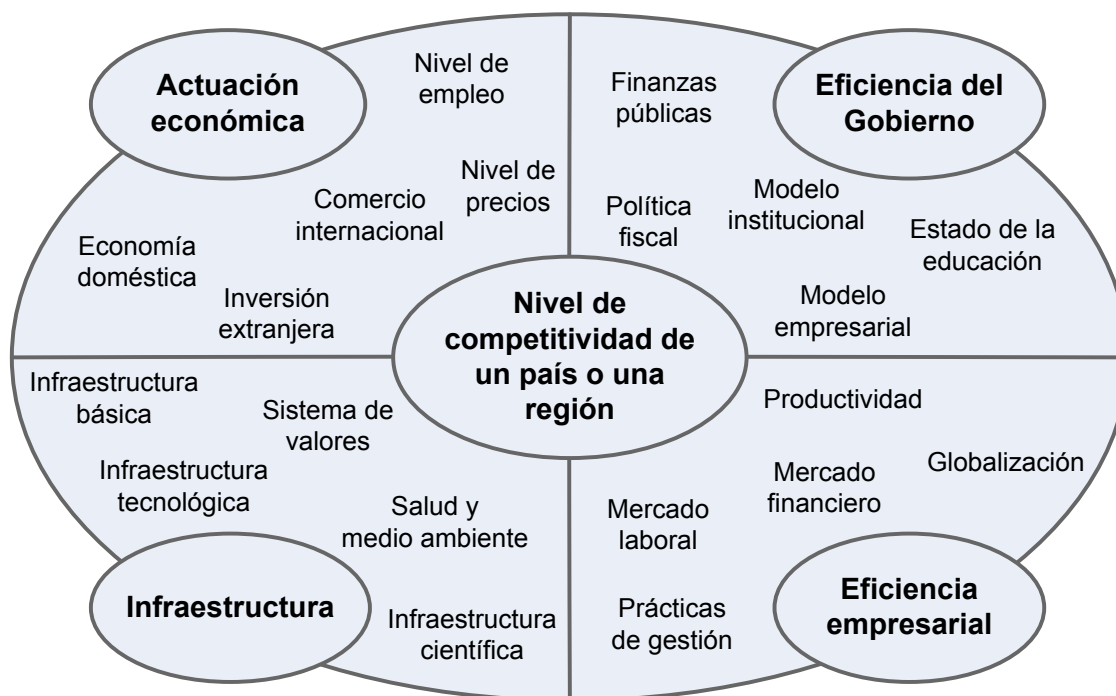 Actuación
económica
Nivel de
empleo
Nivel de
precios
Comercio
internacional
Economía
doméstica
Inversión
extranjera
Finanzas
públicas
Eficiencia del
Gobierno
Modelo
institucional
Política
fiscal
Estado de la
educación
Modelo
empresarial
Nivel de
competitividad de
un país o una
región
Infraestructura
básica
Sistema de
valores
Infraestructura
tecnológica
Salud y
medio ambiente
Infraestructura
Infraestructura
científica
Productividad
Globalización
Mercado
financiero
Mercado
laboral
Prácticas
de gestión
Eficiencia
empresarial